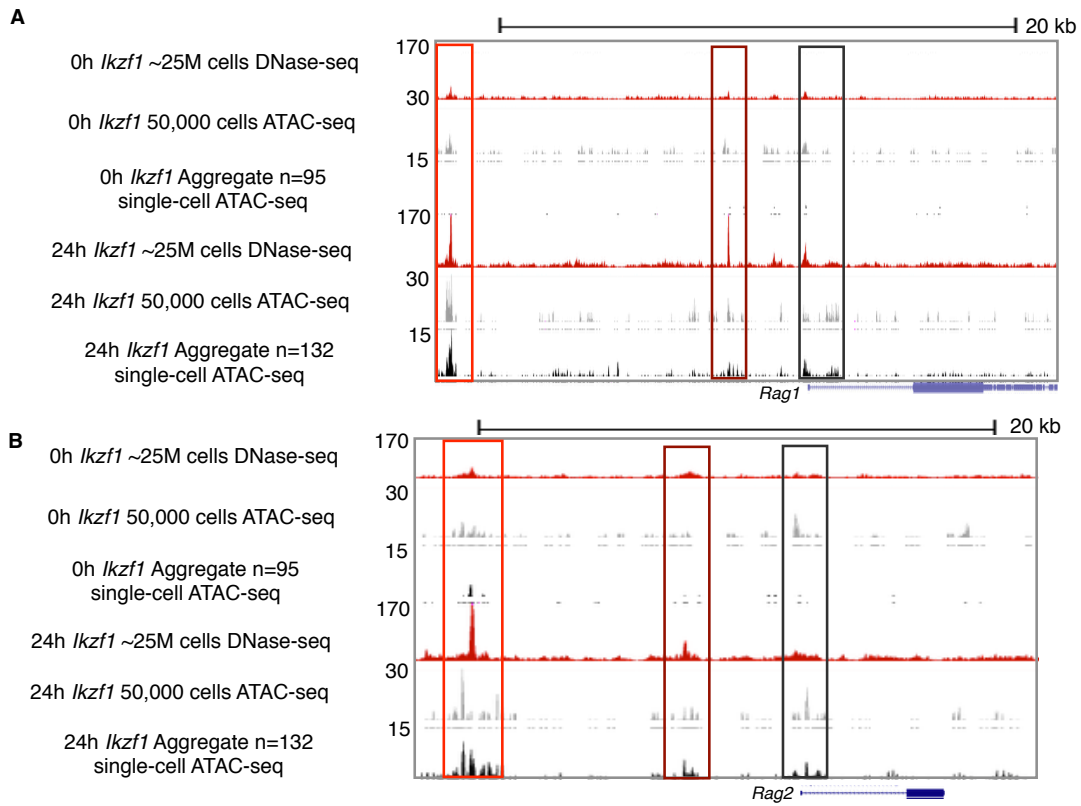 A
20 kb
170
0h Ikzf1 ~25M cells DNase-seq
30
0h Ikzf1 50,000 cells ATAC-seq
15
0h Ikzf1 Aggregate n=95
single-cell ATAC-seq
170
24h Ikzf1 ~25M cells DNase-seq
30
24h Ikzf1 50,000 cells ATAC-seq
15
24h Ikzf1 Aggregate n=132
single-cell ATAC-seq
Rag1
B
20 kb
170
0h Ikzf1 ~25M cells DNase-seq
30
0h Ikzf1 50,000 cells ATAC-seq
15
0h Ikzf1 Aggregate n=95
single-cell ATAC-seq
170
24h Ikzf1 ~25M cells DNase-seq
30
24h Ikzf1 50,000 cells ATAC-seq
15
24h Ikzf1 Aggregate n=132
single-cell ATAC-seq
Rag2